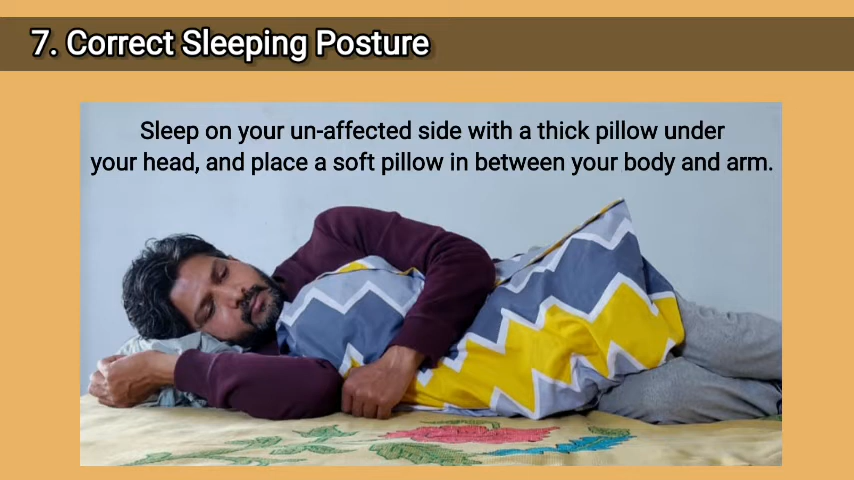 7. Correct Sleeping Posture
Sleep on your un-affected side with a thick pillow under
your head, and place a soft pillow in between your body and arm.